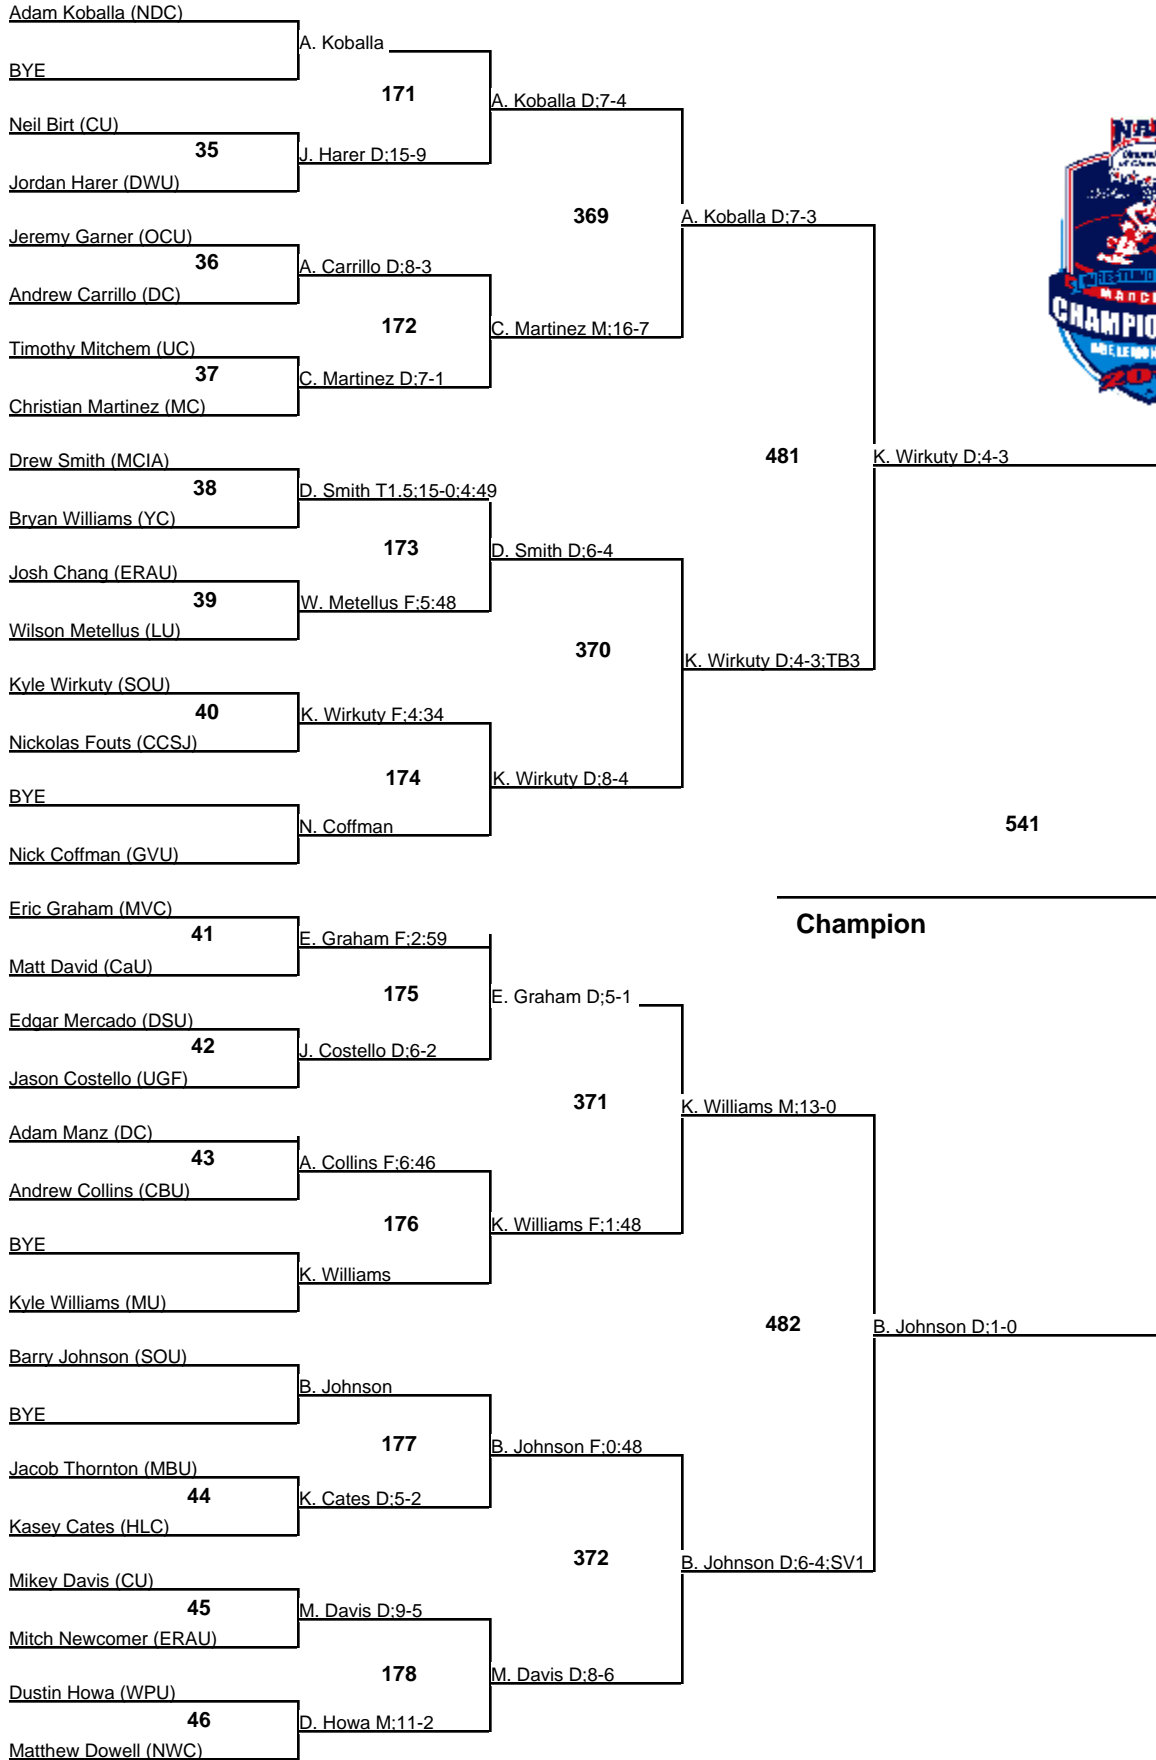 Adam Koballa (NDC)
A. Koballa
BYE
171
A. Koballa D;7-4
Neil Birt (CU)
35
J. Harer D;15-9
Jordan Harer (DWU)
369
A. Koballa D;7-3
Jeremy Garner (OCU)
36
A. Carrillo D;8-3
Andrew Carrillo (DC)
172
C. Martinez M;16-7
Timothy Mitchem (UC)
37
C. Martinez D;7-1
Christian Martinez (MC)
481
K. Wirkuty D;4-3
Drew Smith (MCIA)
38
D. Smith T1.5;15-0;4:49
Bryan Williams (YC)
173
D. Smith D;6-4
Josh Chang (ERAU)
39
W. Metellus F;5:48
Wilson Metellus (LU)
370
K. Wirkuty D;4-3;TB3
Kyle Wirkuty (SOU)
40
K. Wirkuty F;4:34
Nickolas Fouts (CCSJ)
174
K. Wirkuty D;8-4
BYE
N. Coffman
541
Nick Coffman (GVU)
Champion
Eric Graham (MVC)
41
E. Graham F;2:59
Matt David (CaU)
175
E. Graham D;5-1
Edgar Mercado (DSU)
42
J. Costello D;6-2
Jason Costello (UGF)
371
K. Williams M;13-0
Adam Manz (DC)
43
A. Collins F;6:46
Andrew Collins (CBU)
176
K. Williams F;1:48
BYE
K. Williams
Kyle Williams (MU)
482
B. Johnson D;1-0
Barry Johnson (SOU)
B. Johnson
BYE
177
B. Johnson F;0:48
Jacob Thornton (MBU)
44
K. Cates D;5-2
Kasey Cates (HLC)
372
B. Johnson D;6-4;SV1
Mikey Davis (CU)
45
M. Davis D;9-5
Mitch Newcomer (ERAU)
178
M. Davis D;8-6
Dustin Howa (WPU)
46
D. Howa M;11-2
Matthew Dowell (NWC)